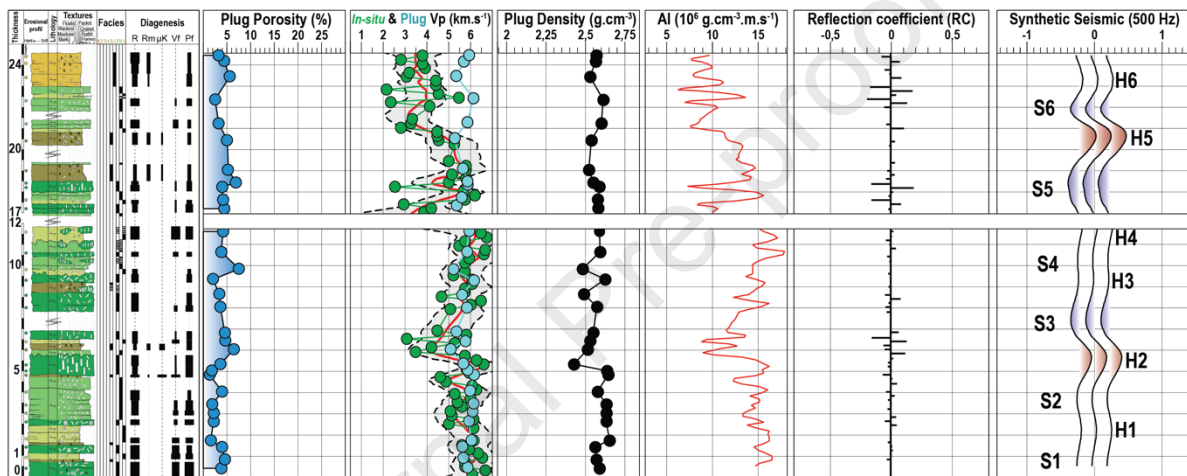 Thickness
Erosional profil
Lithology
Textures
Facies
Diagenesis
R Rm µK Vf Pf
Plug Porosity (%)
5 10 15 20 25
In-situ & Plug Vp (km.s⁻¹)
1 2 3 4 5 6
Plug Density (g.cm⁻³)
2 2,25 2,5 2,75
AI (10⁶ g.cm⁻³.m.s⁻¹)
5 10 15
Reflection coefficient (RC)
-0,5 0 0,5
Synthetic Seismic (500 Hz)
-1 0 1
24
20
17
12
10
5
1
0
H6
S6
H5
S5
H4
S4
H3
S3
H2
S2
H1
S1
Pre-proo